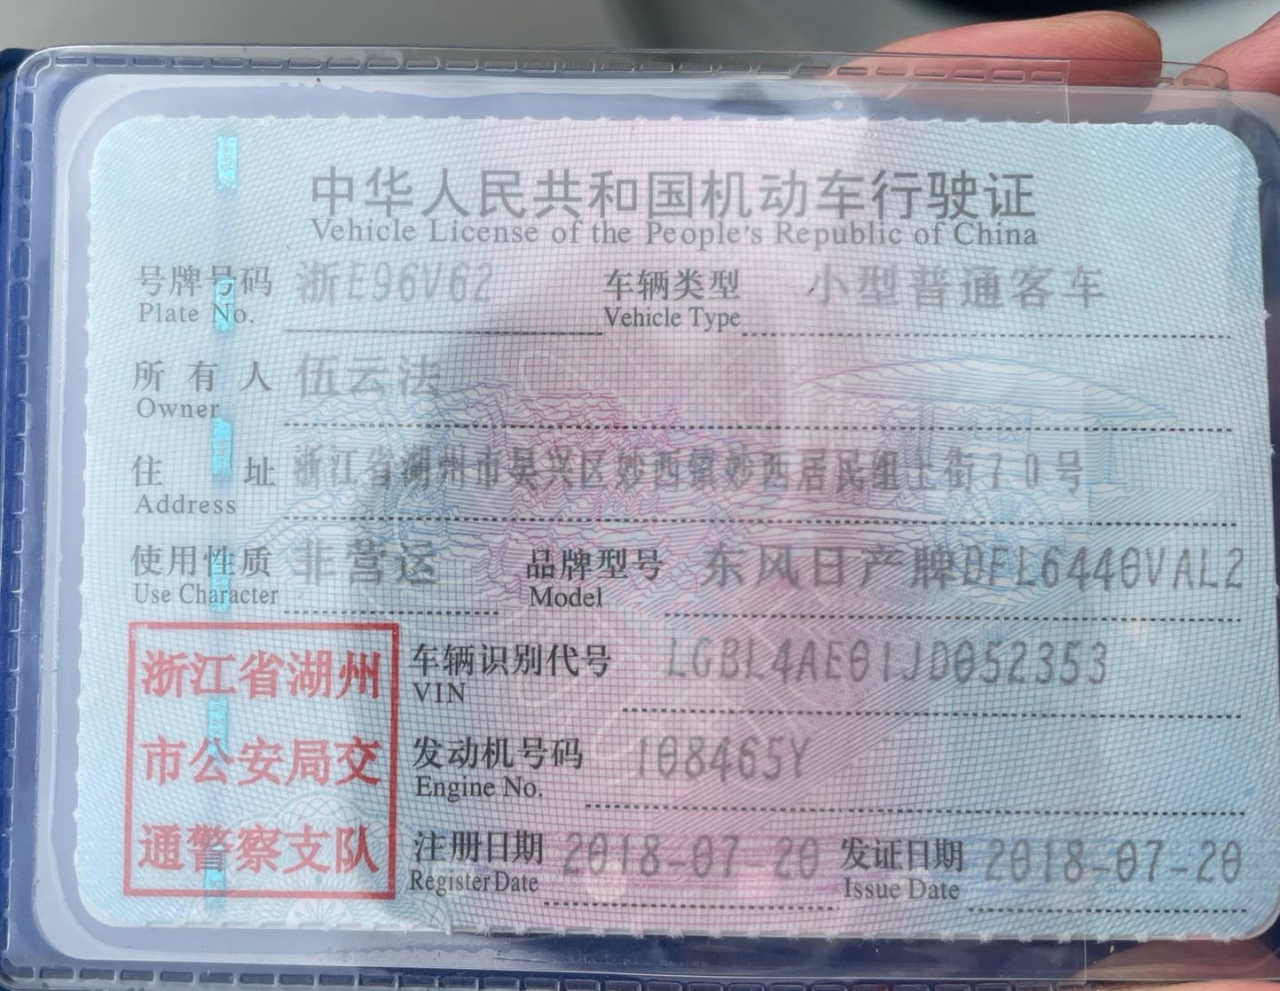 中华人民共和国机动车行驶证
Vehicle License of the People's Republic of China
号牌号码 浙E96V62 车辆类型 小型普通客车
Plate No. Vehicle Type
所有人 伍云法
Owner
住址 浙江省湖州市吴兴区妙西镇妙西居民组上街70号
Address
使用性质 非营运 品牌型号 东风日产牌DFL6440VAL2
Use Character Model
浙江省湖州
市公安局交
通警察支队
车辆识别代号 LGBL4AE01JD052353
VIN
发动机号码 108465Y
Engine No.
注册日期 2018-07-20 发证日期 2018-07-20
Register Date Issue Date